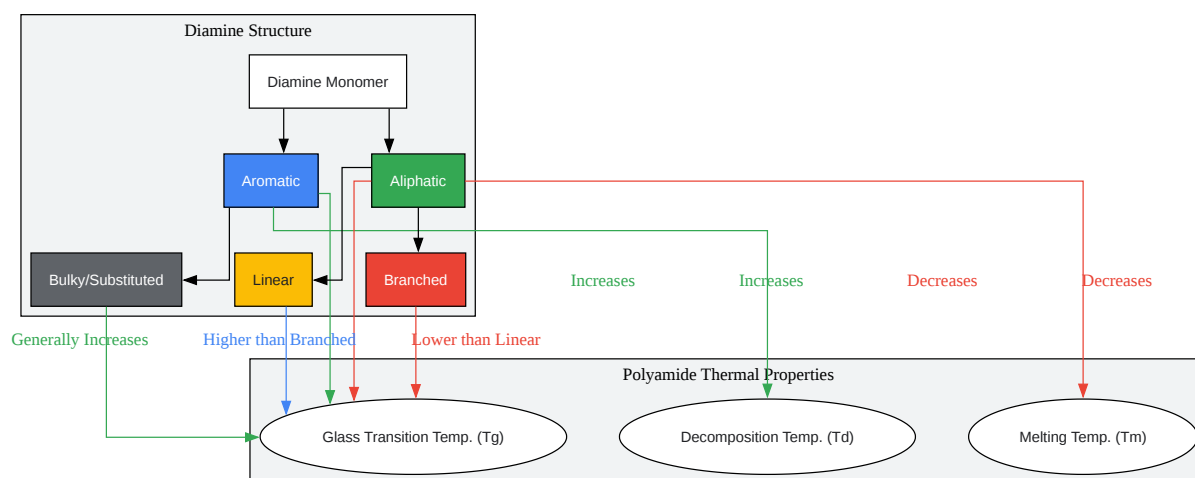 Diamine Structure
Diamine Monomer
Aromatic
Aliphatic
Bulky/Substituted
Linear
Branched
Increases
Increases
Decreases
Decreases
Generally Increases
Higher than Branched
Lower than Linear
Polyamide Thermal Properties
Glass Transition Temp. (Tg)
Decomposition Temp. (Td)
Melting Temp. (Tm)